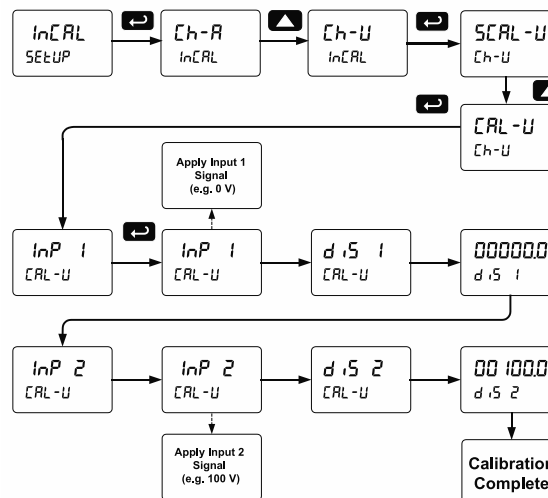 InCAL
SEtUP
Ch-A
InCAL
Ch-U
InCAL
SCAL-U
Ch-U
CAL-U
Ch-U
Apply Input 1
Signal
(e.g. 0 V)
InP 1
CAL-U
InP 1
CAL-U
diS 1
CAL-U
00000.0
diS 1
InP 2
CAL-U
InP 2
CAL-U
diS 2
CAL-U
00100.0
diS 2
Apply Input 2
Signal
(e.g. 100 V)
Calibration
Complete